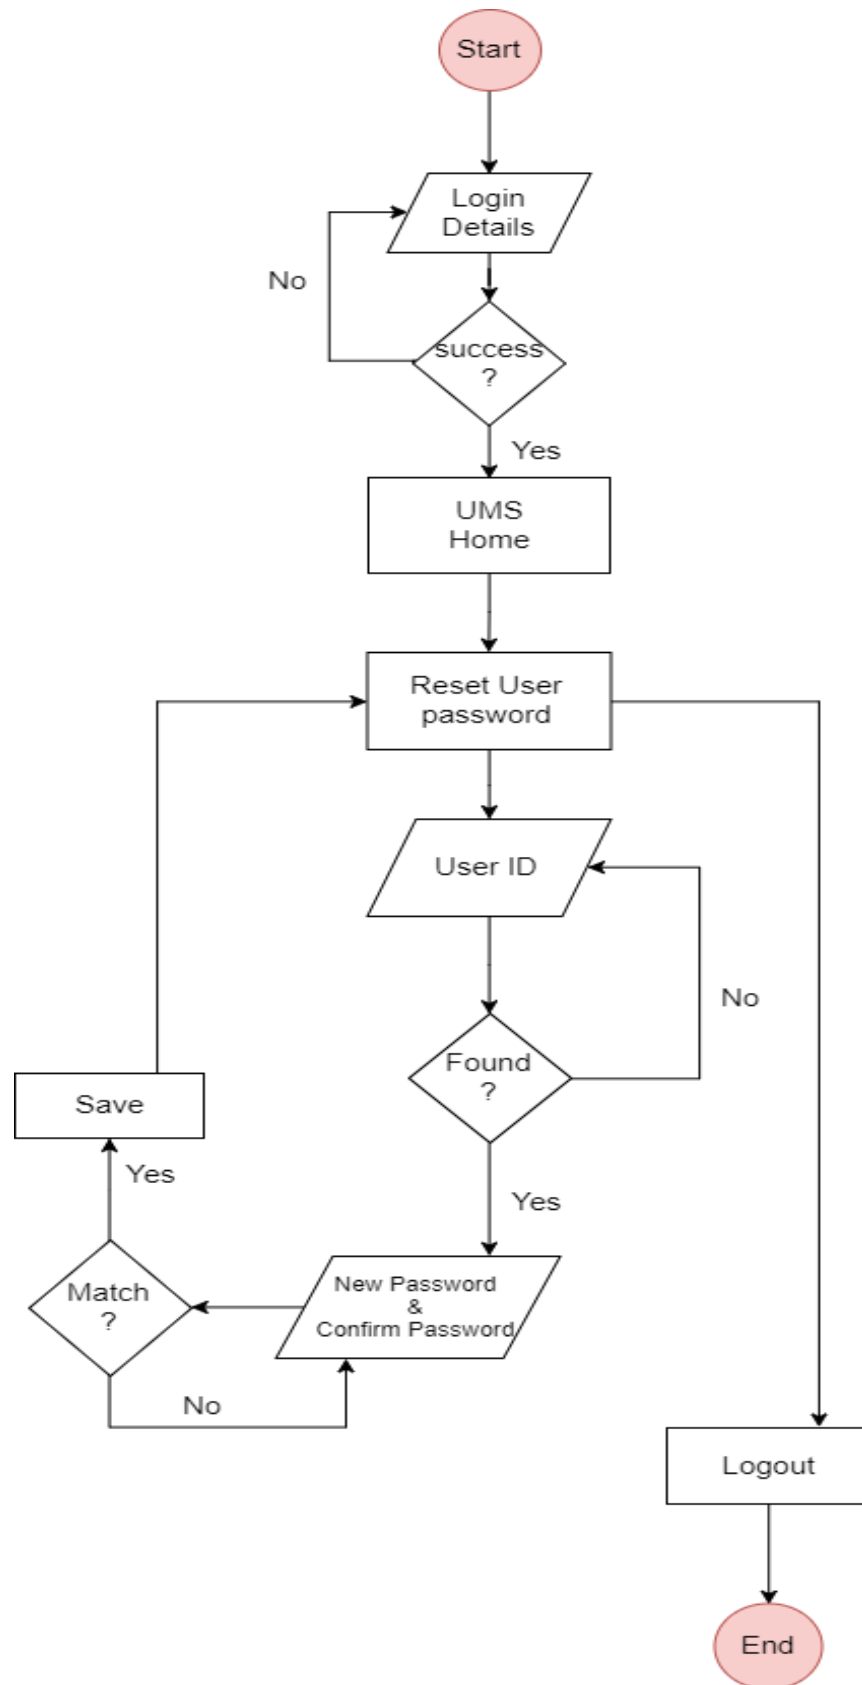 Start
Login
Details
No
success
?
Yes
UMS
Home
Reset User
password
User ID
No
Found
?
Save
Yes
Yes
New Password
&
Confirm Password
Match
?
No
Logout
End